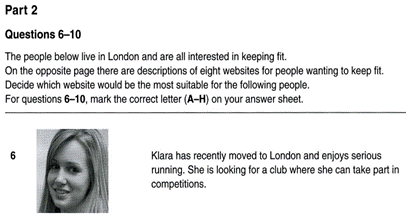 Part 2
Questions 6–10
The people below live in London and are all interested in keeping fit.
On the opposite page there are descriptions of eight websites for people wanting to keep fit.
Decide which website would be the most suitable for the following people.
For questions 6–10, mark the correct letter (A–H) on your answer sheet.
6 Klara has recently moved to London and enjoys serious
running. She is looking for a club where she can take part in
competitions.